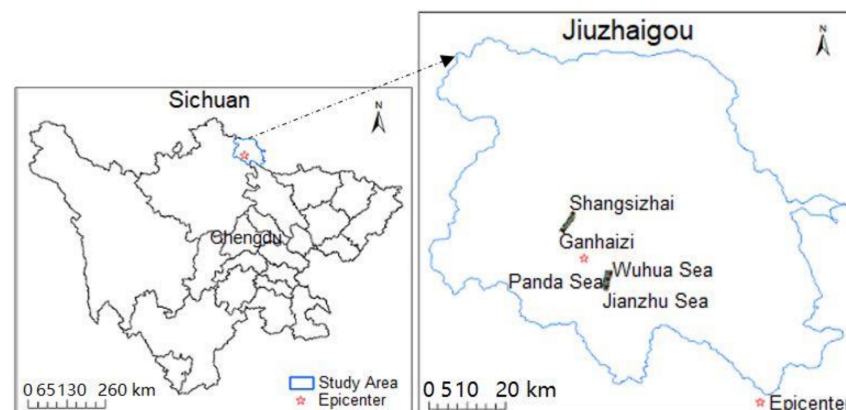 Sichuan
N
Chengdu
0 65130 260 km
Study Area
Epicenter
Jiuzhaigou
N
Shangsizhai
Ganhaizi
Wuhua Sea
Panda Sea
Jianzhu Sea
0 510 20 km
Epicenter